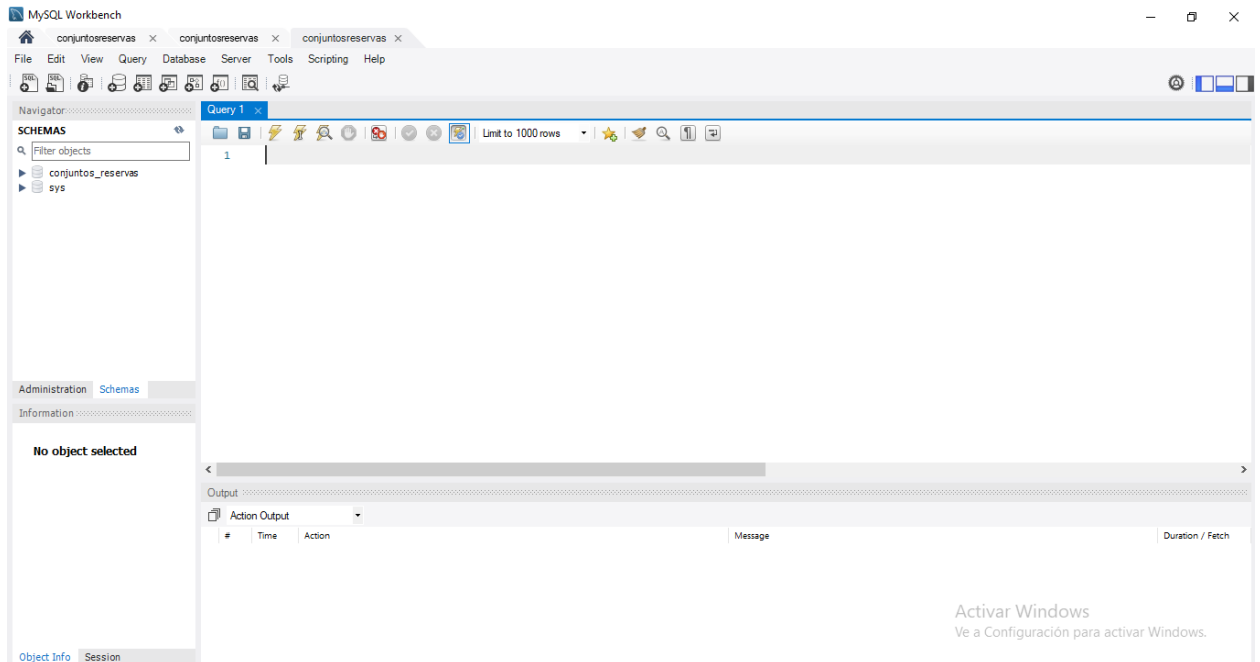 MySQL Workbench
conjuntosreservas × conjuntosreservas × conjuntosreservas ×
File Edit View Query Database Server Tools Scripting Help
Navigator
Query 1 ×
SCHEMAS
Filter objects
Limit to 1000 rows
1
conjuntos_reservas
sys
Administration Schemas
Information
No object selected
Output
Action Output
# Time Action Message Duration / Fetch
Activar Windows
Ve a Configuración para activar Windows.
Object Info Session